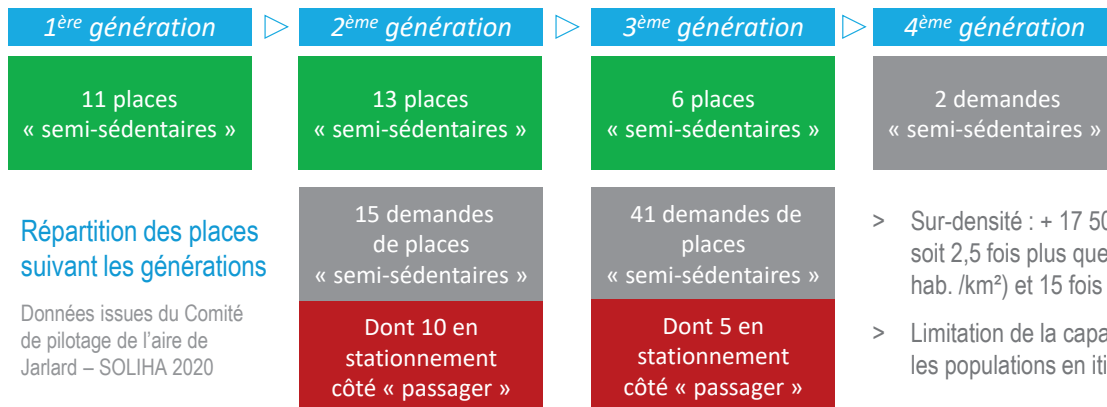 1ère génération
2ème génération
3ème génération
4ème génération
11 places
« semi-sédentaires »
13 places
« semi-sédentaires »
6 places
« semi-sédentaires »
2 demandes
« semi-sédentaires »
Répartition des places
suivant les générations
Données issues du Comité
de pilotage de l'aire de
Jarlard – SOLIHA 2020
15 demandes
de places
« semi-sédentaires »
Dont 10 en
stationnement
côté « passager »
41 demandes de
places
« semi-sédentaires »
Dont 5 en
stationnement
côté « passager »
> Sur-densité : + 17
soit 2,5 fois plus que
hab. /km²) et 15 fois
> Limitation de la
les populations en